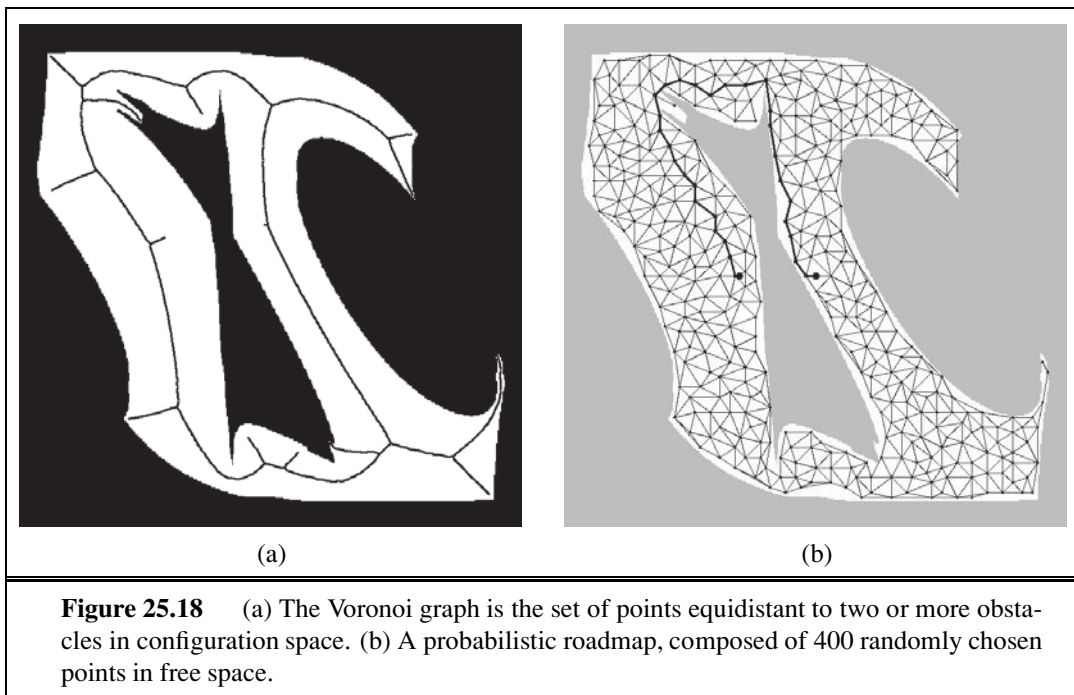 (a)
(b)
Figure 25.18 (a) The Voronoi graph is the set of points equidistant to two or more obsta-
cles in configuration space. (b) A probabilistic roadmap, composed of 400 randomly chosen
points in free space.